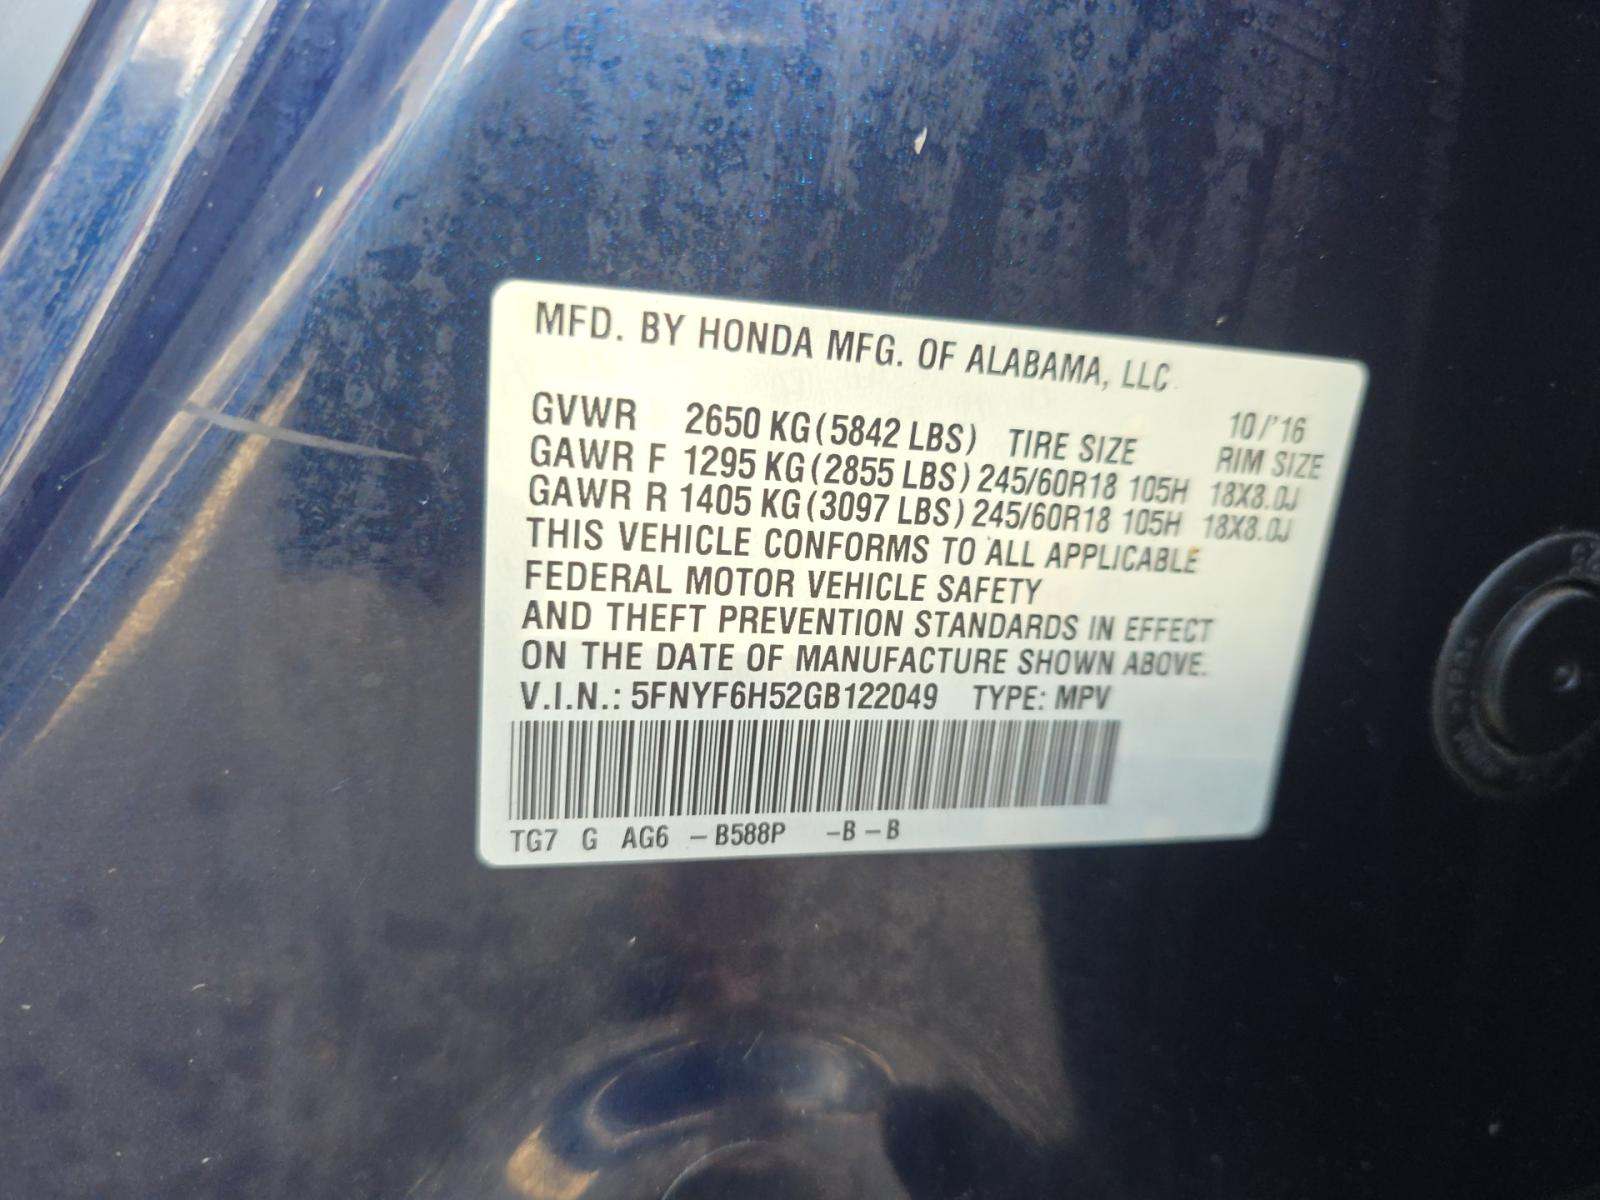 MFD. BY HONDA MFG. OF ALABAMA, LLC
10/'16
GVWR 2650 KG (5842 LBS) TIRE SIZE RIM SIZE
GAWR F 1295 KG (2855 LBS) 245/60R18 105H 18X8.0J
GAWR R 1405 KG (3097 LBS) 245/60R18 105H 18X8.0J
THIS VEHICLE CONFORMS TO ALL APPLICABLE
FEDERAL MOTOR VEHICLE SAFETY
AND THEFT PREVENTION STANDARDS IN EFFECT
ON THE DATE OF MANUFACTURE SHOWN ABOVE.
V.I.N.: 5FNYF6H52GB122049 TYPE: MPV
TG7 G AG6 - B588P -B - B